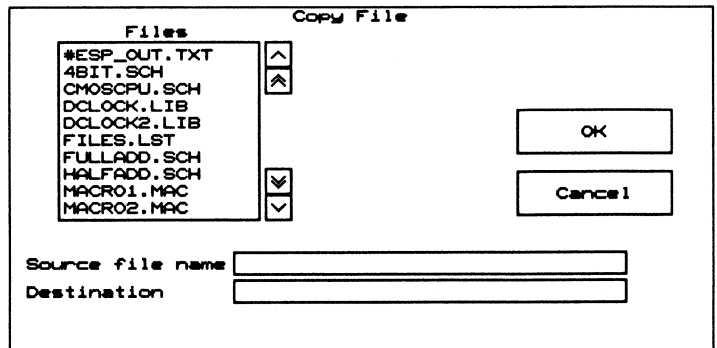 Copy File
Files
#ESP_OUT.TXT
4BIT.SCH
CMOSCPU.SCH
DCLOCK.LIB
DCLOCK2.LIB
FILES.LST
FULLADD.SCH
HALFADD.SCH
MACRO1.MAC
MACRO2.MAC
OK
Cancel
Source file name
Destination